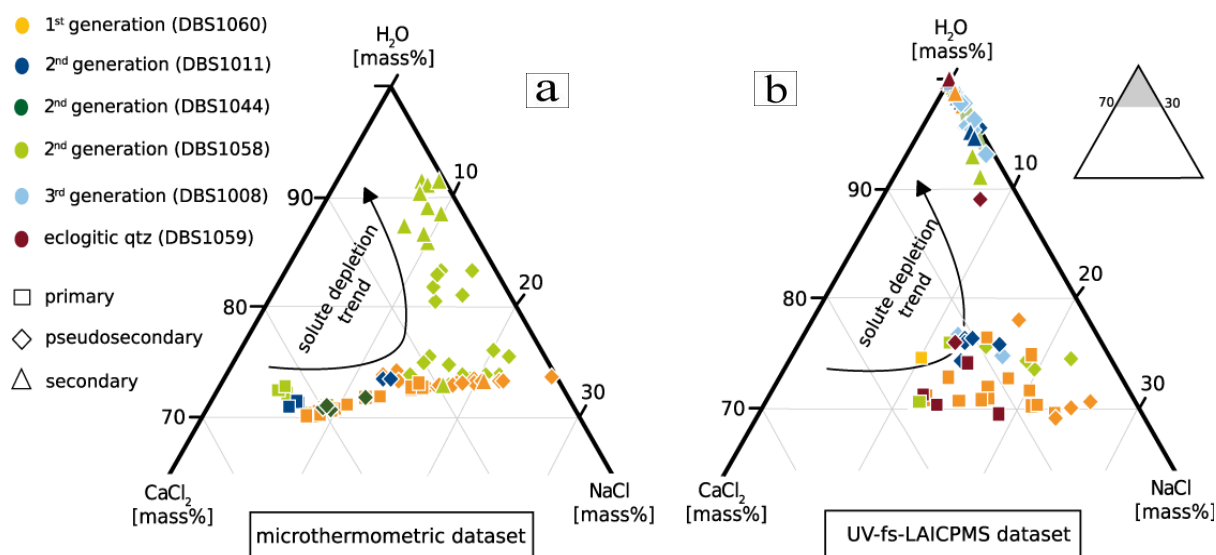 1st generation (DBS1060)
2nd generation (DBS1011)
2nd generation (DBS1044)
2nd generation (DBS1058)
3rd generation (DBS1008)
eclogitic qtz (DBS1059)
primary
pseudosecondary
secondary
H2O
[mass%]
a
10
90
solute depletion
trend
20
80
30
70
CaCl2
[mass%]
NaCl
[mass%]
microthermometric dataset
H2O
[mass%]
b
70
30
10
90
solute depletion
trend
20
80
30
70
CaCl2
[mass%]
NaCl
[mass%]
UV-fs-LAICPMS dataset